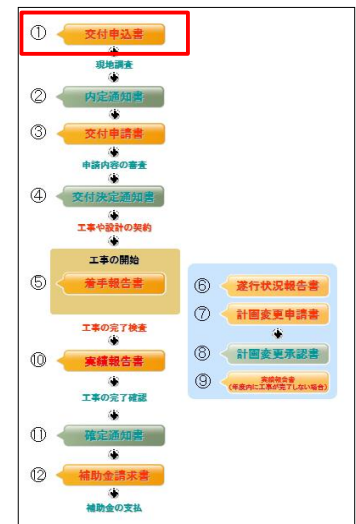 ① 交付申込書
現地調査
② 内定通知書
③ 交付申請書
申請内容の審査
④ 交付決定通知書
工事や設計の契約
工事の開始
⑤ 着手報告書
工事の完了検査
⑩ 実績報告書
工事の完了確認
⑪ 確定通知書
⑫ 補助金請求書
補助金の支払
⑥ 遂行状況報告書
⑦ 計画変更申請書
⑧ 計画変更承認書
⑨ 実績報告書
(年度内に工事が完了しない場合)